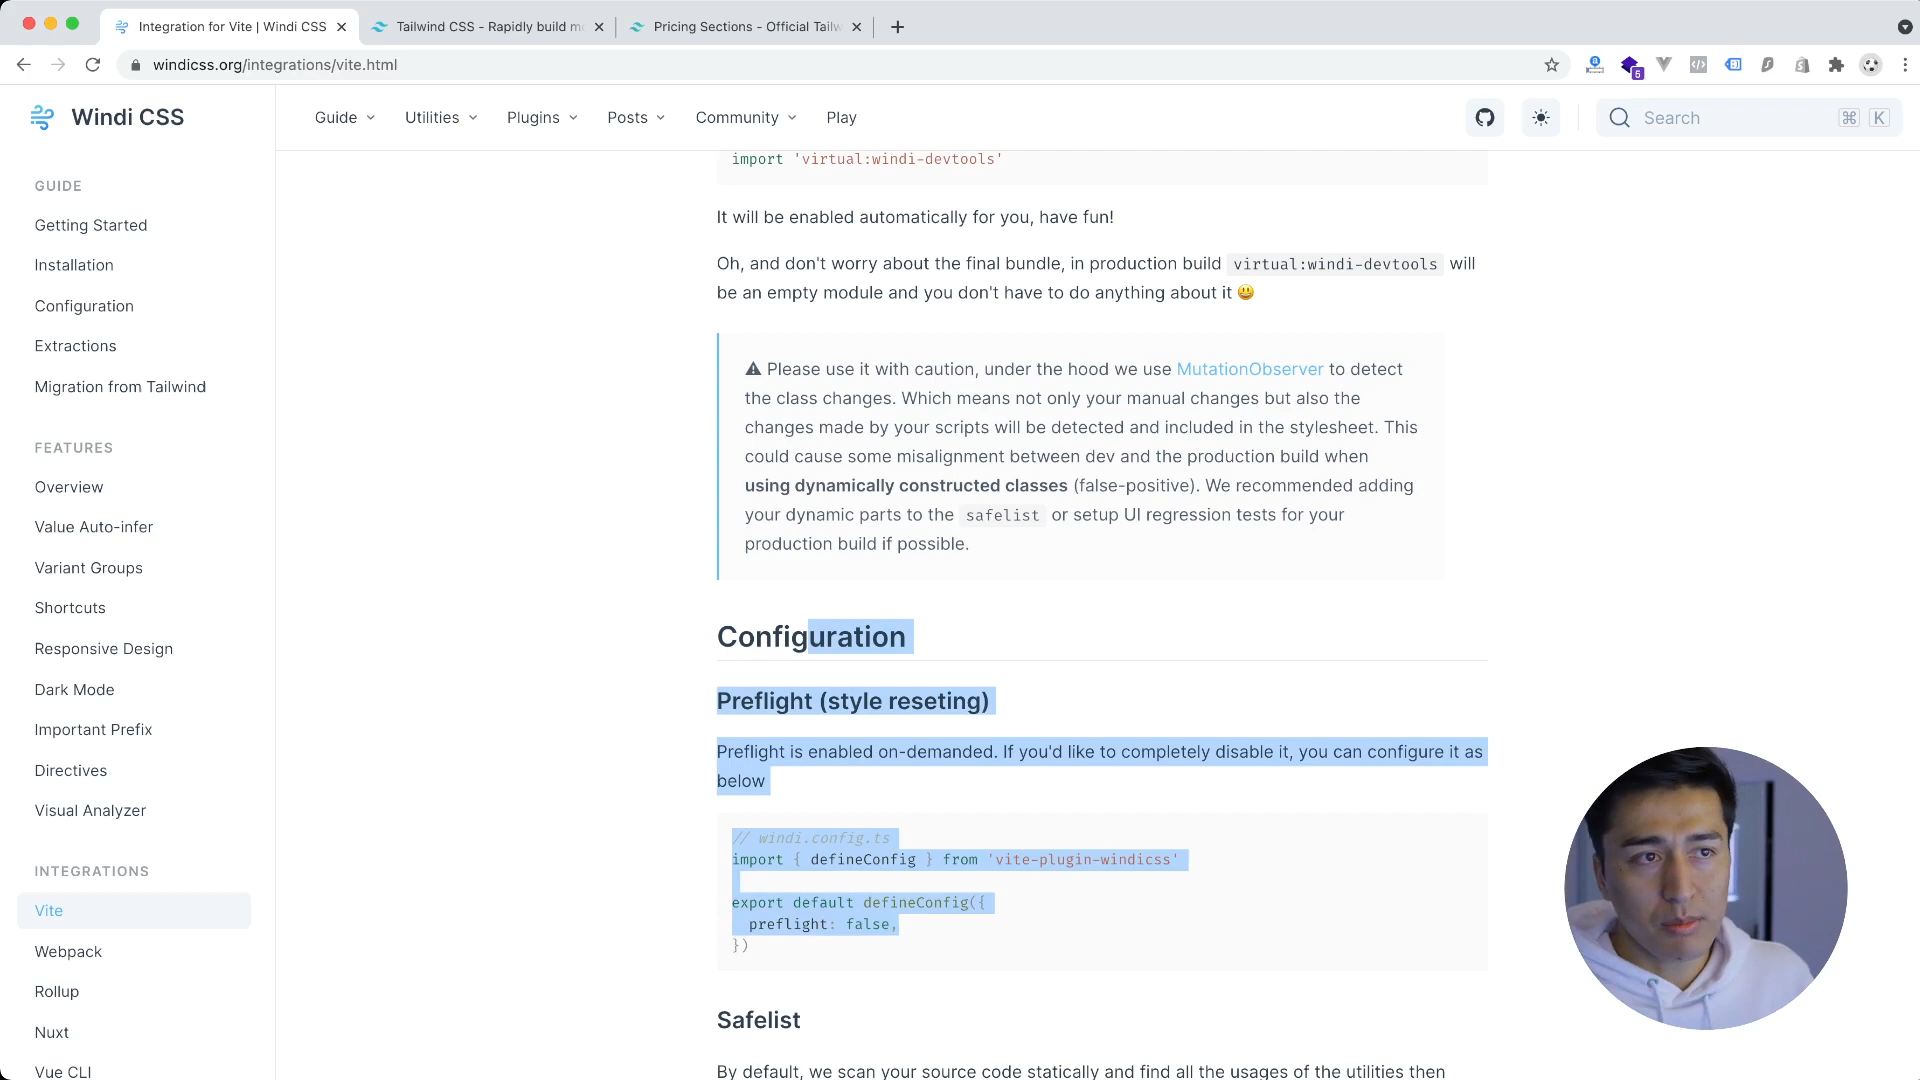 Integration for Vite | Windi CSS
Tailwind CSS - Rapidly build mo
Pricing Sections - Official Tailw
windicss.org/integrations/vite.html
6
Windi CSS
Guide
Utilities
Plugins
Posts
Community
Play
Search
⌘ K
GUIDE
Getting Started
Installation
Configuration
Extractions
Migration from Tailwind
FEATURES
Overview
Value Auto-infer
Variant Groups
Shortcuts
Responsive Design
Dark Mode
Important Prefix
Directives
Visual Analyzer
INTEGRATIONS
Vite
Webpack
Rollup
Nuxt
Vue CLI
import 'virtual:windi-devtools'
It will be enabled automatically for you, have fun!
Oh, and don't worry about the final bundle, in production build virtual:windi-devtools will
be an empty module and you don't have to do anything about it 😃
⚠ Please use it with caution, under the hood we use MutationObserver to detect
the class changes. Which means not only your manual changes but also the
changes made by your scripts will be detected and included in the stylesheet. This
could cause some misalignment between dev and the production build when
using dynamically constructed classes (false-positive). We recommended adding
your dynamic parts to the safelist or setup UI regression tests for your
production build if possible.
Configuration
Preflight (style reseting)
Preflight is enabled on-demanded. If you'd like to completely disable it, you can configure it as
below
// windi.config.ts
import { defineConfig } from 'vite-plugin-windicss'
export default defineConfig({
preflight: false,
})
Safelist
By default, we scan your source code statically and find all the usages of the utilities then